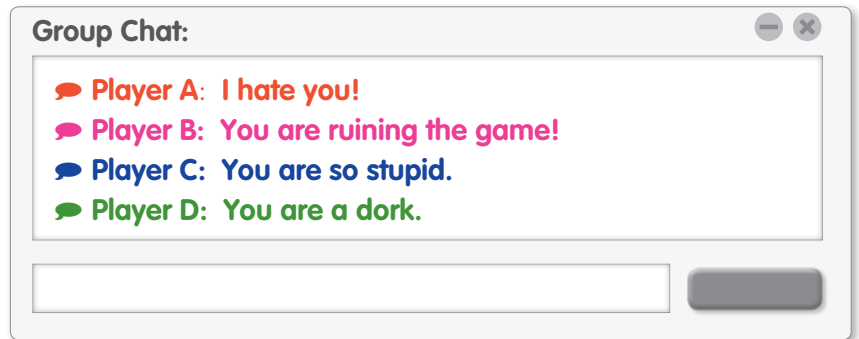 Group Chat:
Player A: I hate you!
Player B: You are ruining the game!
Player C: You are so stupid.
Player D: You are a dork.